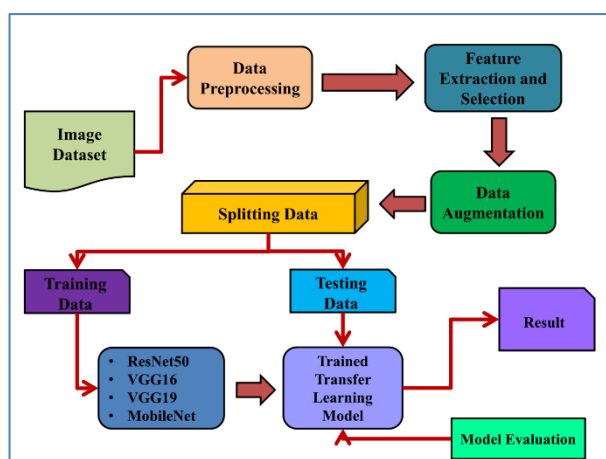 Data
Preprocessing
Feature
Extraction and
Selection
Image
Dataset
Data
Augmentation
Splitting Data
Training
Data
Testing
Data
Result
• ResNet50
• VGG16
• VGG19
• MobileNet
Trained
Transfer
Learning
Model
Model Evaluation